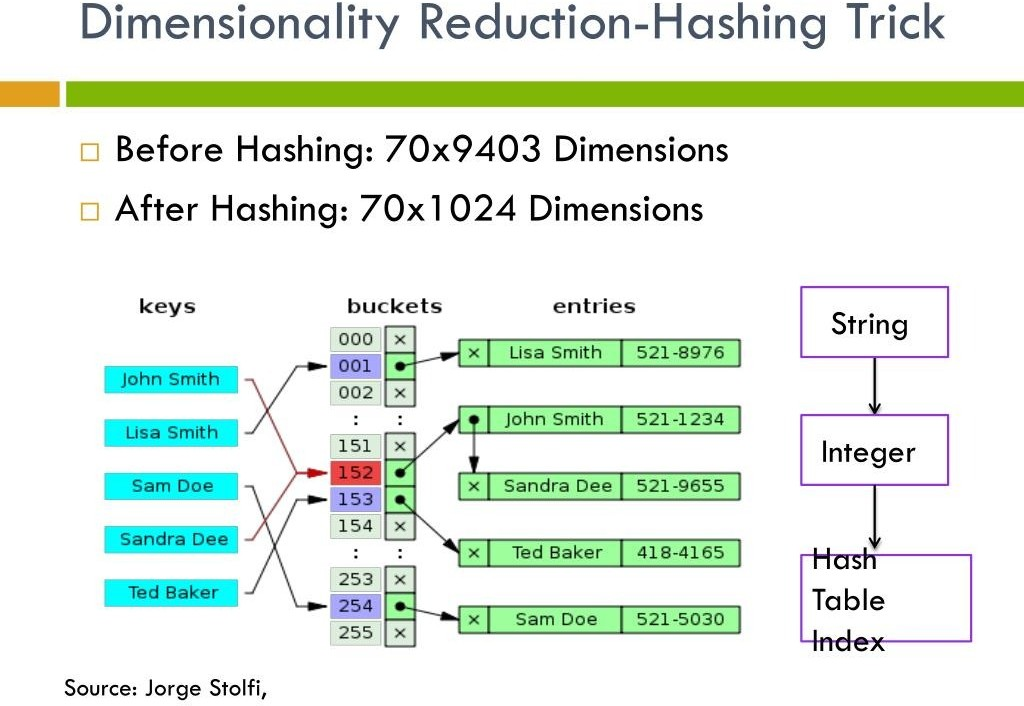 Dimensionality Reduction-Hashing Trick
Before Hashing: 70x9403 Dimensions
After Hashing: 70x1024 Dimensions
keys
John Smith
Lisa Smith
Sam Doe
Sandra Dee
Ted Baker
buckets
000 ×
001
002 ×
: :
151 ×
152
153
154 ×
: :
253 ×
254
255 ×
entries
× Lisa Smith 521-8976
John Smith 521-1234
× Sandra Dee 521-9655
× Ted Baker 418-4165
× Sam Doe 521-5030
String
Integer
Hash
Table
Index
Source: Jorge Stolfi,